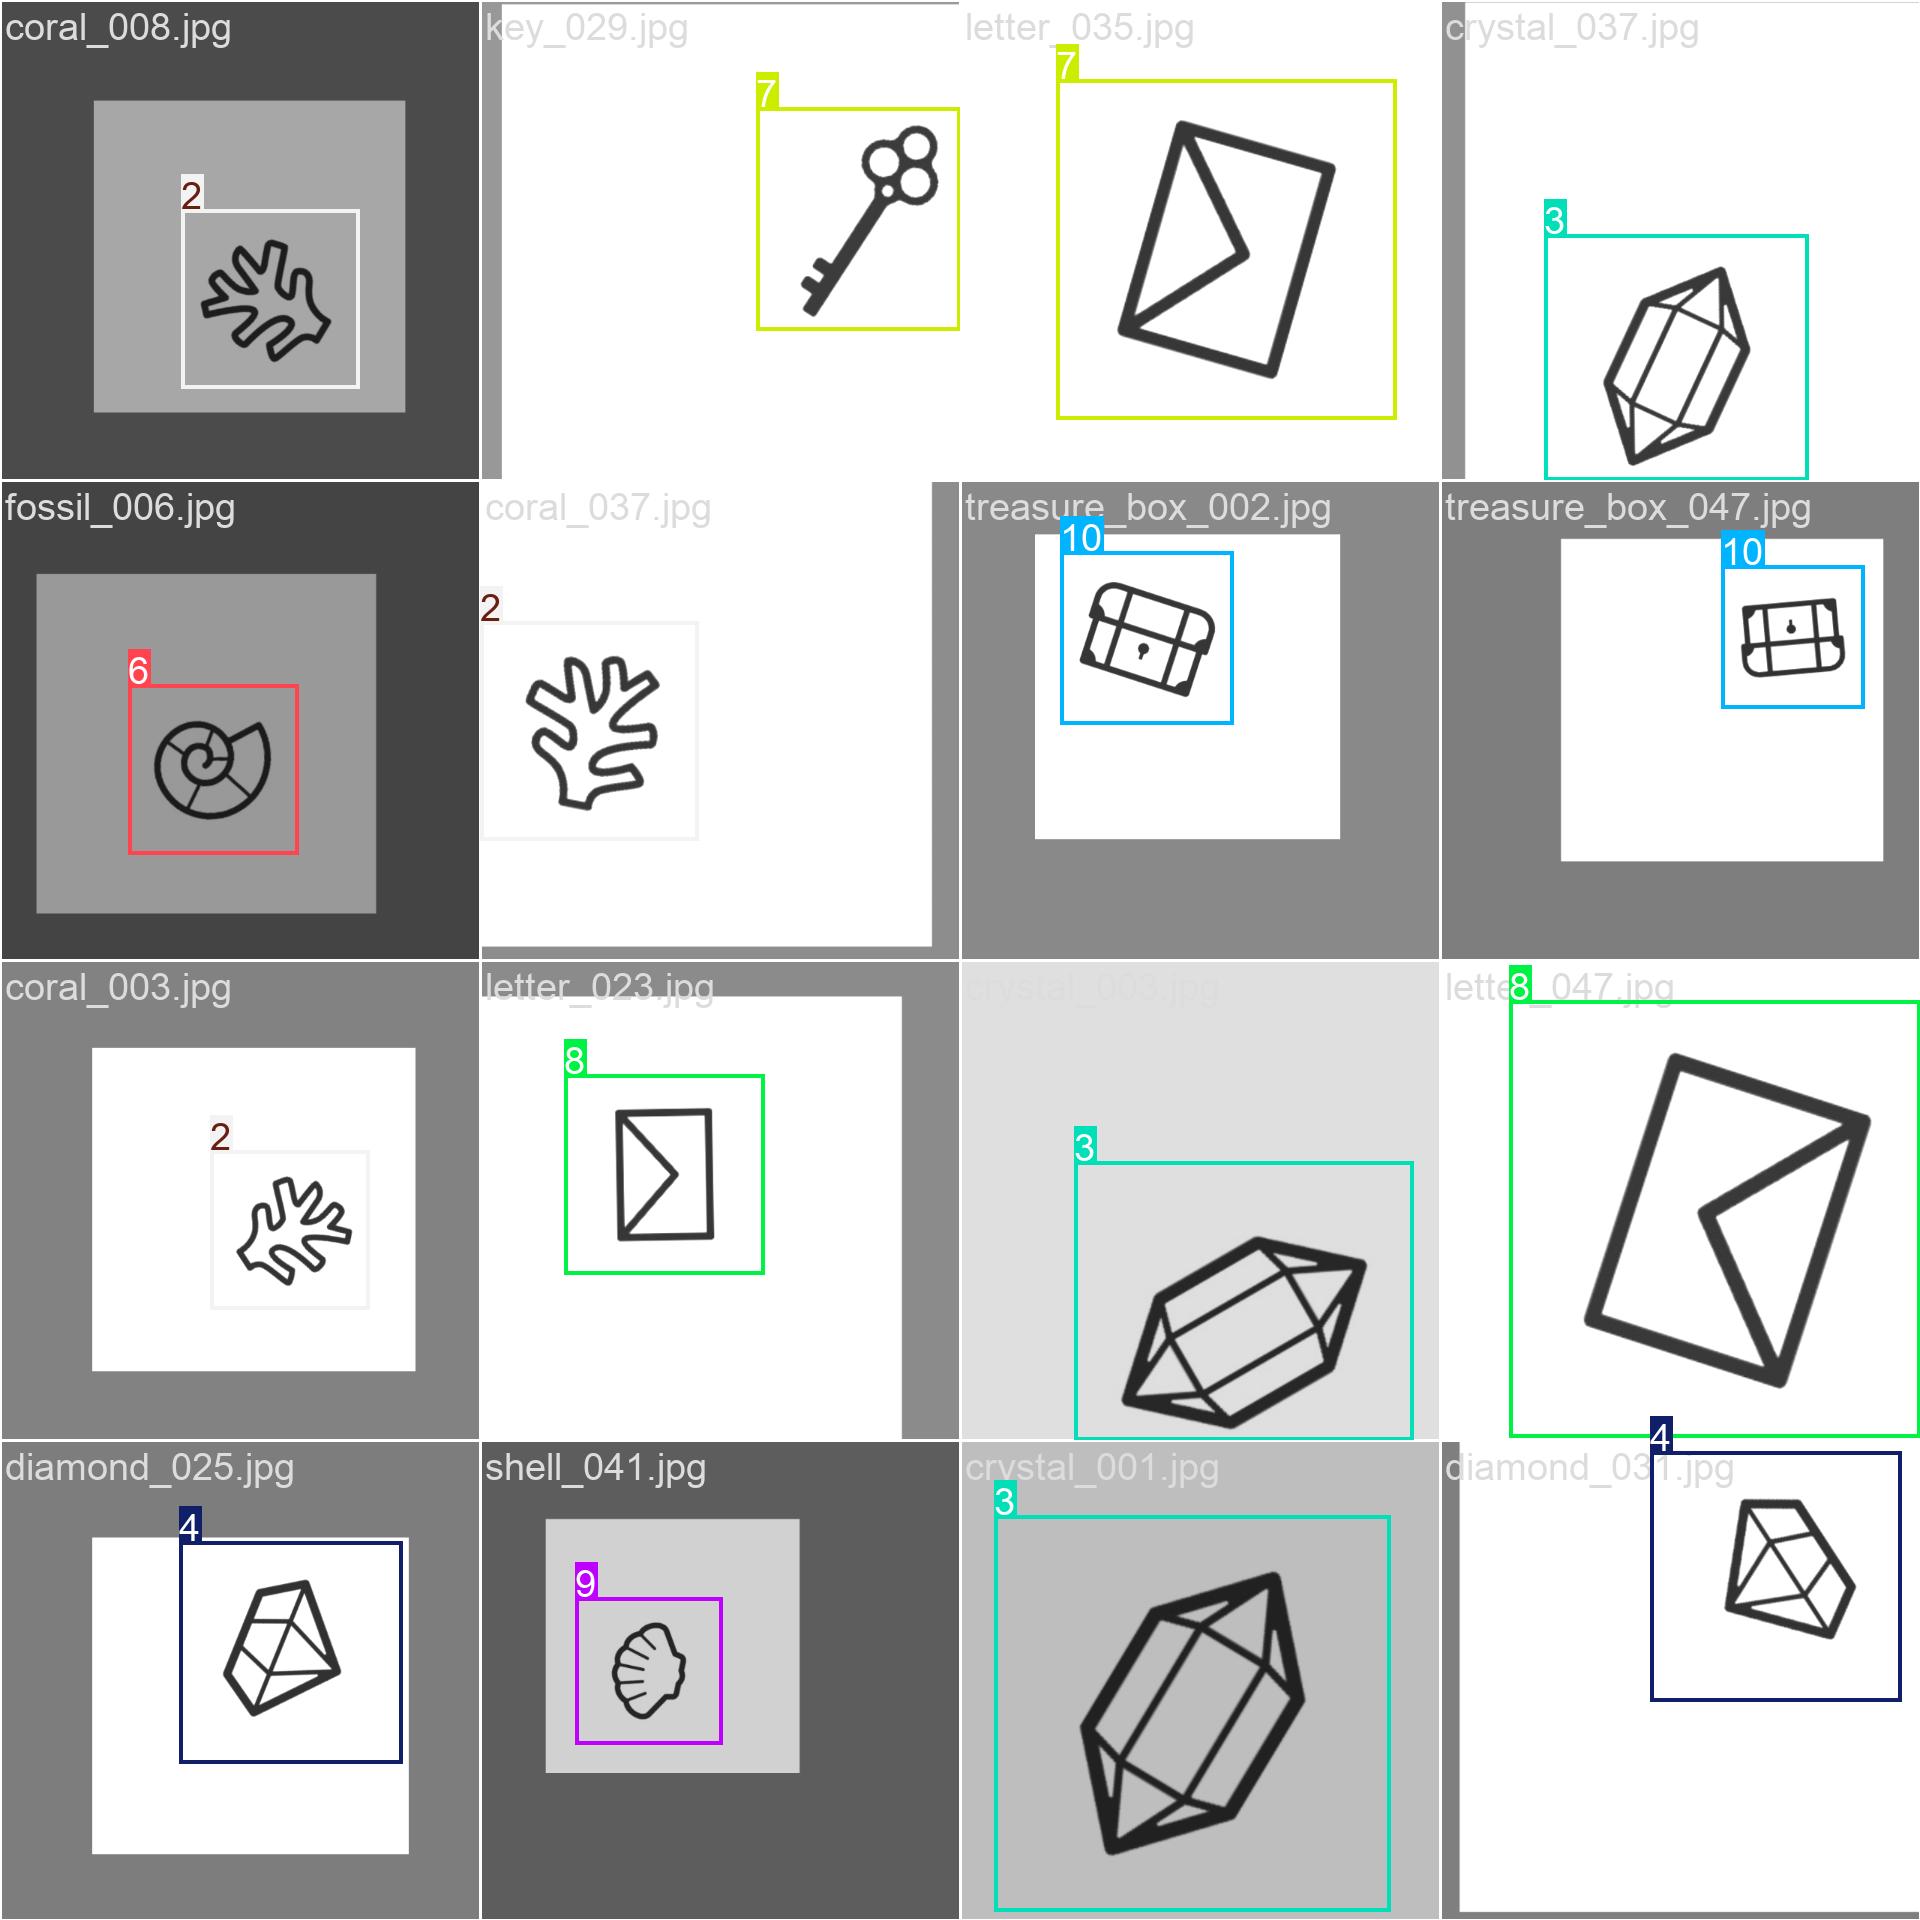 coral_008.jpg
key_029.jpg
letter_035.jpg
crystal_037.jpg
7
7
2
3
fossil_006.jpg
coral_037.jpg
treasure_box_002.jpg
treasure_box_047.jpg
10
10
2
6
coral_003.jpg
letter_023.jpg
crystal_003.jpg
letter_047.jpg
8
8
2
3
4
diamond_025.jpg
shell_041.jpg
crystal_001.jpg
diamond_031.jpg
3
4
9